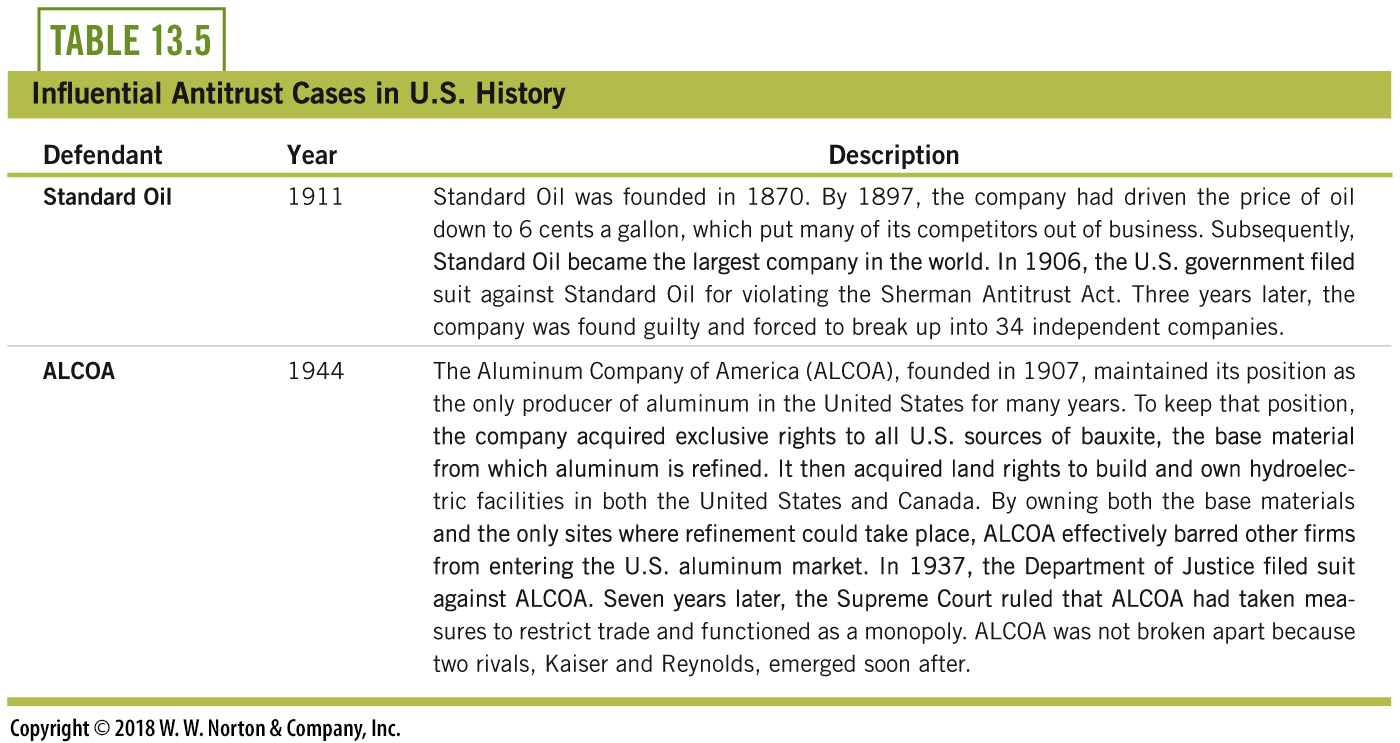 TABLE 13.5
Influential Antitrust Cases in U.S. History
Defendant Year Description
Standard Oil 1911 Standard Oil was founded in 1870. By 1897, the company had driven the price of oil
down to 6 cents a gallon, which put many of its competitors out of business. Subsequently,
Standard Oil became the largest company in the world. In 1906, the U.S. government filed
suit against Standard Oil for violating the Sherman Antitrust Act. Three years later, the
company was found guilty and forced to break up into 34 independent companies.
ALCOA 1944 The Aluminum Company of America (ALCOA), founded in 1907, maintained its position as
the only producer of aluminum in the United States for many years. To keep that position,
the company acquired exclusive rights to all U.S. sources of bauxite, the base material
from which aluminum is refined. It then acquired land rights to build and own hydroelec-
tric facilities in both the United States and Canada. By owning both the base materials
and the only sites where refinement could take place, ALCOA effectively barred other firms
from entering the U.S. aluminum market. In 1937, the Department of Justice filed suit
against ALCOA. Seven years later, the Supreme Court ruled that ALCOA had taken mea-
sures to restrict trade and functioned as a monopoly. ALCOA was not broken apart because
two rivals, Kaiser and Reynolds, emerged soon after.
Copyright © 2018 W. W. Norton & Company, Inc.